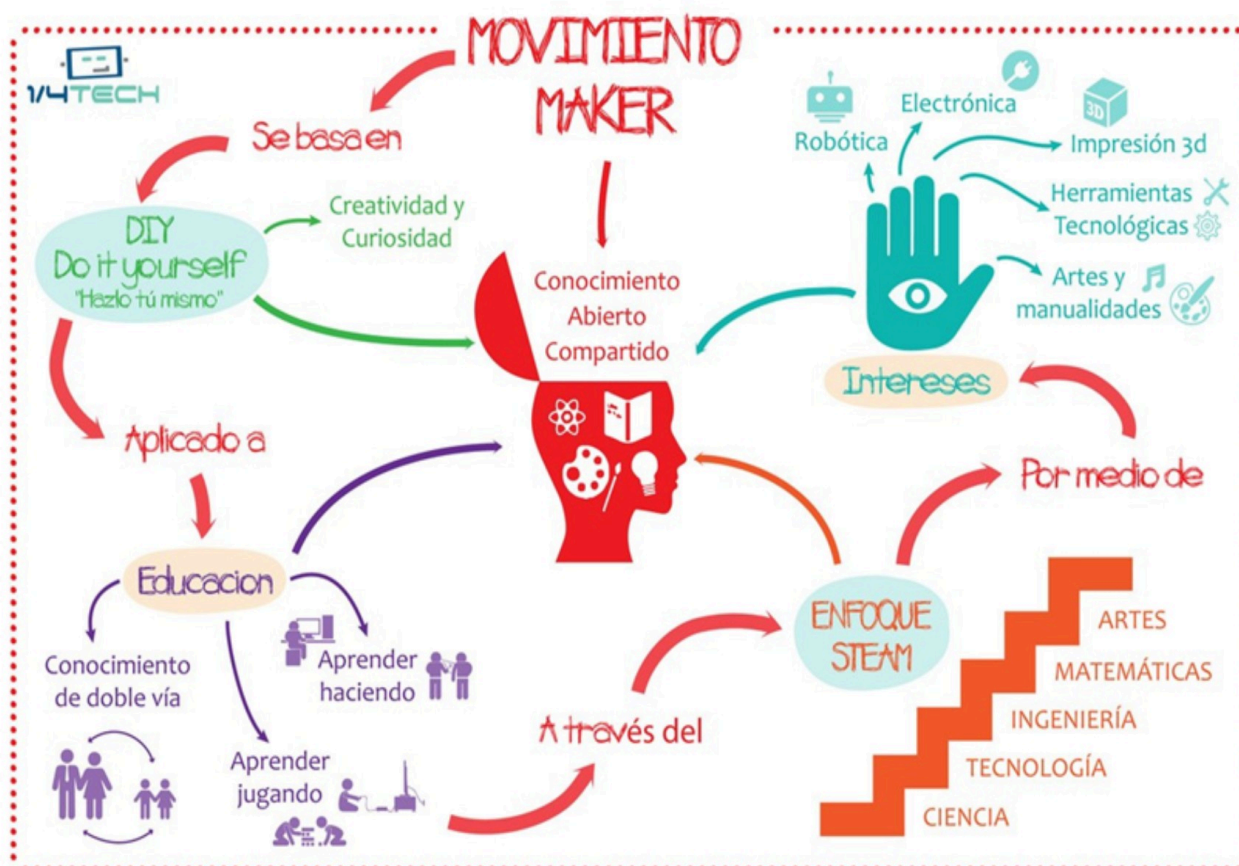 MOVIMIENTO
MAKER
1/4TECH
Se basa en
DIY
Do it yourself
"Hazlo tú mismo"
Creatividad y
Curiosidad
Conocimiento
Abierto
Compartido
Robótica
Electrónica
3D
Impresión 3d
Herramientas
Tecnológicas
Artes y
manualidades
Intereses
Aplicado a
Por medio de
Educacion
Conocimiento
de doble vía
Aprender
haciendo
Aprender
jugando
A través del
ENFOQUE
STEAM
ARTES
MATEMÁTICAS
INGENIERÍA
TECNOLOGÍA
CIENCIA